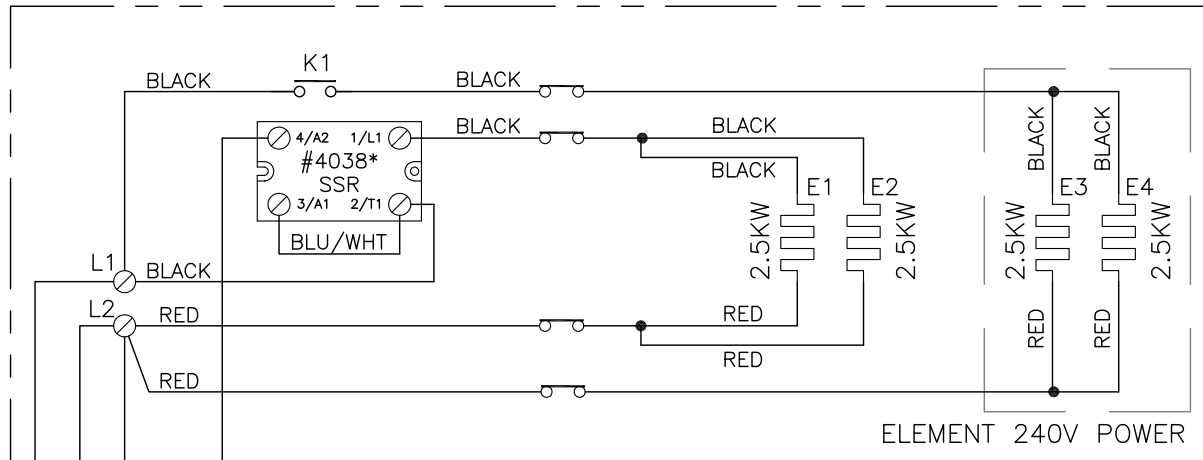 K1
BLACK
BLACK
4/A2 1/L1
#4038*
SSR
3/A1 2/T1
BLU/WHT
BLACK
BLACK
BLACK
BLACK
BLACK
E1
E2
E3
E4
2.5KW
2.5KW
2.5KW
2.5KW
L1
BLACK
L2
RED
RED
RED
RED
RED
RED
ELEMENT 240V POWER